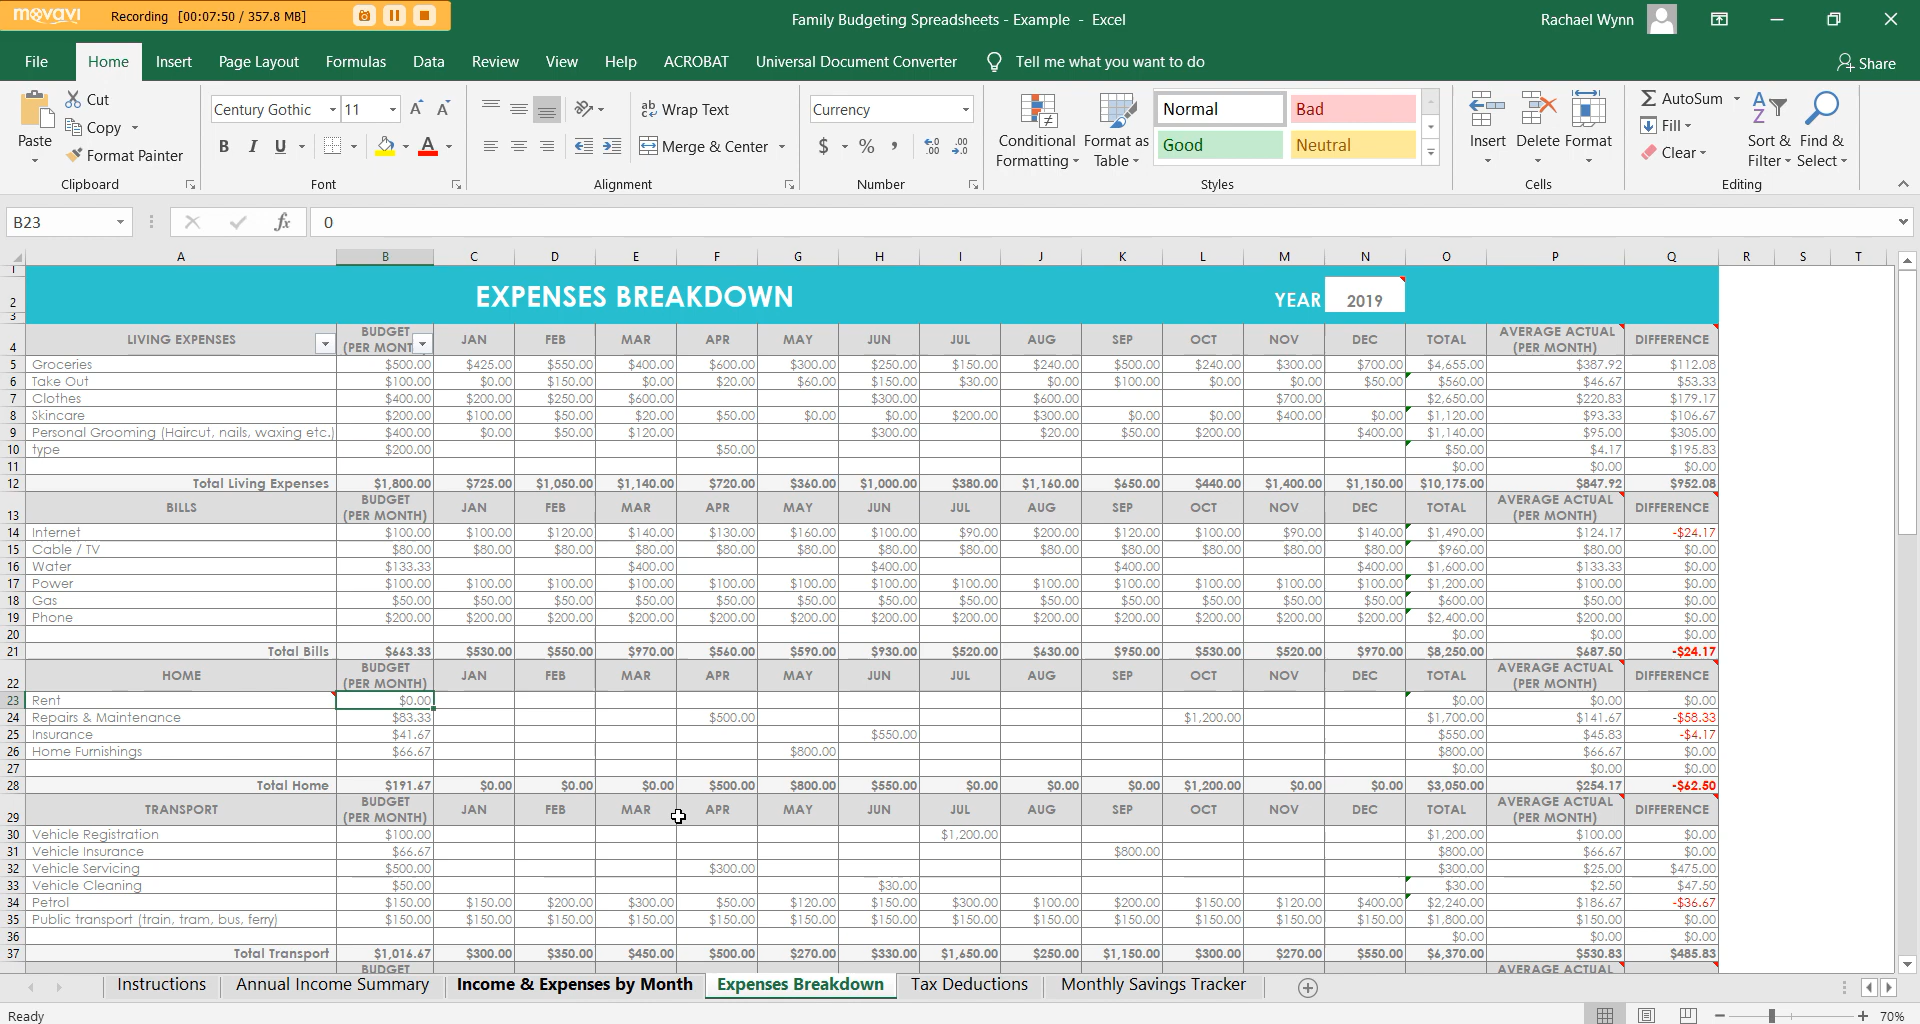 movavi Recording [00:07:50 / 357.8 MB]
Family Budgeting Spreadsheets - Example - Excel
Rachael Wynn
File Home Insert Page Layout Formulas Data Review View Help ACROBAT Universal Document Converter Tell me what you want to do Share
Paste
Cut
Copy
Format Painter
Clipboard
Century Gothic 11
B I U
Font
Wrap Text
Merge & Center
Alignment
Currency
$ %
Number
Conditional Formatting
Format as Table
Normal Bad
Good Neutral
Styles
Insert Delete Format
Cells
AutoSum
Fill
Clear
Sort & Filter
Find & Select
Editing
B23 fx 0
A B C D E F G H I J K L M N O P Q R S T
1
2 EXPENSES BREAKDOWN YEAR 2019
3
4 LIVING EXPENSES BUDGET (PER MONT JAN FEB MAR APR MAY JUN JUL AUG SEP OCT NOV DEC TOTAL AVERAGE ACTUAL (PER MONTH) DIFFERENCE
5 Groceries $500.00 $425.00 $550.00 $400.00 $600.00 $300.00 $250.00 $150.00 $240.00 $500.00 $240.00 $300.00 $700.00 $4,655.00 $387.92 $112.08
6 Take Out $100.00 $0.00 $150.00 $0.00 $20.00 $60.00 $150.00 $30.00 $0.00 $100.00 $0.00 $0.00 $50.00 $560.00 $46.67 $53.33
7 Clothes $400.00 $200.00 $250.00 $600.00 $300.00 $600.00 $700.00 $2,650.00 $220.83 $179.17
8 Skincare $200.00 $100.00 $50.00 $20.00 $50.00 $0.00 $0.00 $200.00 $300.00 $0.00 $0.00 $400.00 $0.00 $1,120.00 $93.33 $106.67
9 Personal Grooming (Haircut, nails, waxing etc.) $400.00 $0.00 $50.00 $120.00 $300.00 $20.00 $50.00 $200.00 $400.00 $1,140.00 $95.00 $305.00
10 type $200.00 $50.00 $50.00 $4.17 $195.83
11 $0.00 $0.00 $0.00
12 Total Living Expenses $1,800.00 $725.00 $1,050.00 $1,140.00 $720.00 $360.00 $1,000.00 $380.00 $1,160.00 $650.00 $440.00 $1,400.00 $1,150.00 $10,175.00 $847.92 $952.08
13 BILLS BUDGET (PER MONTH) JAN FEB MAR APR MAY JUN JUL AUG SEP OCT NOV DEC TOTAL AVERAGE ACTUAL (PER MONTH) DIFFERENCE
14 Internet $100.00 $100.00 $120.00 $140.00 $130.00 $160.00 $100.00 $90.00 $200.00 $120.00 $100.00 $90.00 $140.00 $1,490.00 $124.17 -$24.17
15 Cable / TV $80.00 $80.00 $80.00 $80.00 $80.00 $80.00 $80.00 $80.00 $80.00 $80.00 $80.00 $80.00 $80.00 $960.00 $80.00 $0.00
16 Water $133.33 $400.00 $400.00 $400.00 $400.00 $1,600.00 $133.33 $0.00
17 Power $100.00 $100.00 $100.00 $100.00 $100.00 $100.00 $100.00 $100.00 $100.00 $100.00 $100.00 $100.00 $100.00 $1,200.00 $100.00 $0.00
18 Gas $50.00 $50.00 $50.00 $50.00 $50.00 $50.00 $50.00 $50.00 $50.00 $50.00 $50.00 $50.00 $50.00 $600.00 $50.00 $0.00
19 Phone $200.00 $200.00 $200.00 $200.00 $200.00 $200.00 $200.00 $200.00 $200.00 $200.00 $200.00 $200.00 $200.00 $2,400.00 $200.00 $0.00
20 $0.00 $0.00 $0.00
21 Total Bills $663.33 $530.00 $550.00 $970.00 $560.00 $590.00 $930.00 $520.00 $630.00 $950.00 $530.00 $520.00 $970.00 $8,250.00 $687.50 -$24.17
22 HOME BUDGET (PER MONTH) JAN FEB MAR APR MAY JUN JUL AUG SEP OCT NOV DEC TOTAL AVERAGE ACTUAL (PER MONTH) DIFFERENCE
23 Rent $0.00 $0.00 $0.00 $0.00
24 Repairs & Maintenance $83.33 $500.00 $1,200.00 $1,700.00 $141.67 -$58.33
25 Insurance $41.67 $550.00 $550.00 $45.83 -$4.17
26 Home Furnishings $66.67 $800.00 $800.00 $66.67 $0.00
27 $0.00 $0.00 $0.00
28 Total Home $191.67 $0.00 $0.00 $0.00 $500.00 $800.00 $550.00 $0.00 $0.00 $0.00 $1,200.00 $0.00 $0.00 $3,050.00 $254.17 -$62.50
29 TRANSPORT BUDGET (PER MONTH) JAN FEB MAR APR MAY JUN JUL AUG SEP OCT NOV DEC TOTAL AVERAGE ACTUAL (PER MONTH) DIFFERENCE
30 Vehicle Registration $100.00 $1,200.00 $1,200.00 $100.00 $0.00
31 Vehicle Insurance $66.67 $800.00 $800.00 $66.67 $0.00
32 Vehicle Servicing $500.00 $300.00 $300.00 $25.00 $475.00
33 Vehicle Cleaning $50.00 $30.00 $30.00 $2.50 $47.50
34 Petrol $150.00 $150.00 $200.00 $300.00 $50.00 $120.00 $150.00 $300.00 $100.00 $200.00 $150.00 $120.00 $400.00 $2,240.00 $186.67 -$36.67
35 Public transport (train, tram, bus, ferry) $150.00 $150.00 $150.00 $150.00 $150.00 $150.00 $150.00 $150.00 $150.00 $150.00 $150.00 $150.00 $150.00 $1,800.00 $150.00 $0.00
36 $0.00 $0.00 $0.00
37 Total Transport $1,016.67 $300.00 $350.00 $450.00 $500.00 $270.00 $330.00 $1,650.00 $250.00 $1,150.00 $300.00 $270.00 $550.00 $6,370.00 $530.83 $485.83
BUDGET AVERAGE ACTUAL
Instructions Annual Income Summary Income & Expenses by Month Expenses Breakdown Tax Deductions Monthly Savings Tracker
Ready 70%